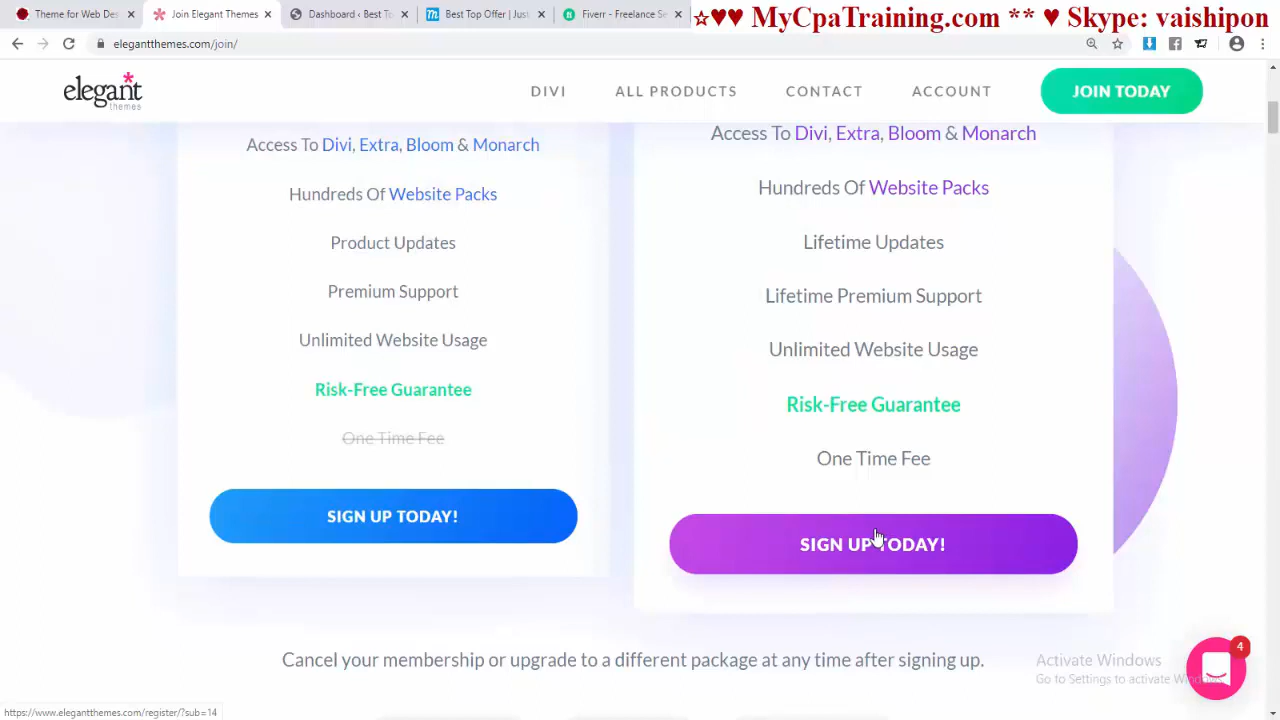 Theme for Web Des
Join Elegant Themes
Dashboard ‹ Best To
Best Top Offer | Just
Fiverr - Freelance Se
☆♥♥ MyCpaTraining.com ** ♥ Skype: vaishipon
elegantthemes.com/join/
elegant
themes
DIVI
ALL PRODUCTS
CONTACT
ACCOUNT
JOIN TODAY
Access To Divi, Extra, Bloom & Monarch
Hundreds Of Website Packs
Product Updates
Premium Support
Unlimited Website Usage
Risk-Free Guarantee
One Time Fee
SIGN UP TODAY!
Access To Divi, Extra, Bloom & Monarch
Hundreds Of Website Packs
Lifetime Updates
Lifetime Premium Support
Unlimited Website Usage
Risk-Free Guarantee
One Time Fee
SIGN UP TODAY!
Cancel your membership or upgrade to a different package at any time after signing up.
4
Activate Windows
Go to Settings to activate Windows.
https://www.elegantthemes.com/register/?sub=14